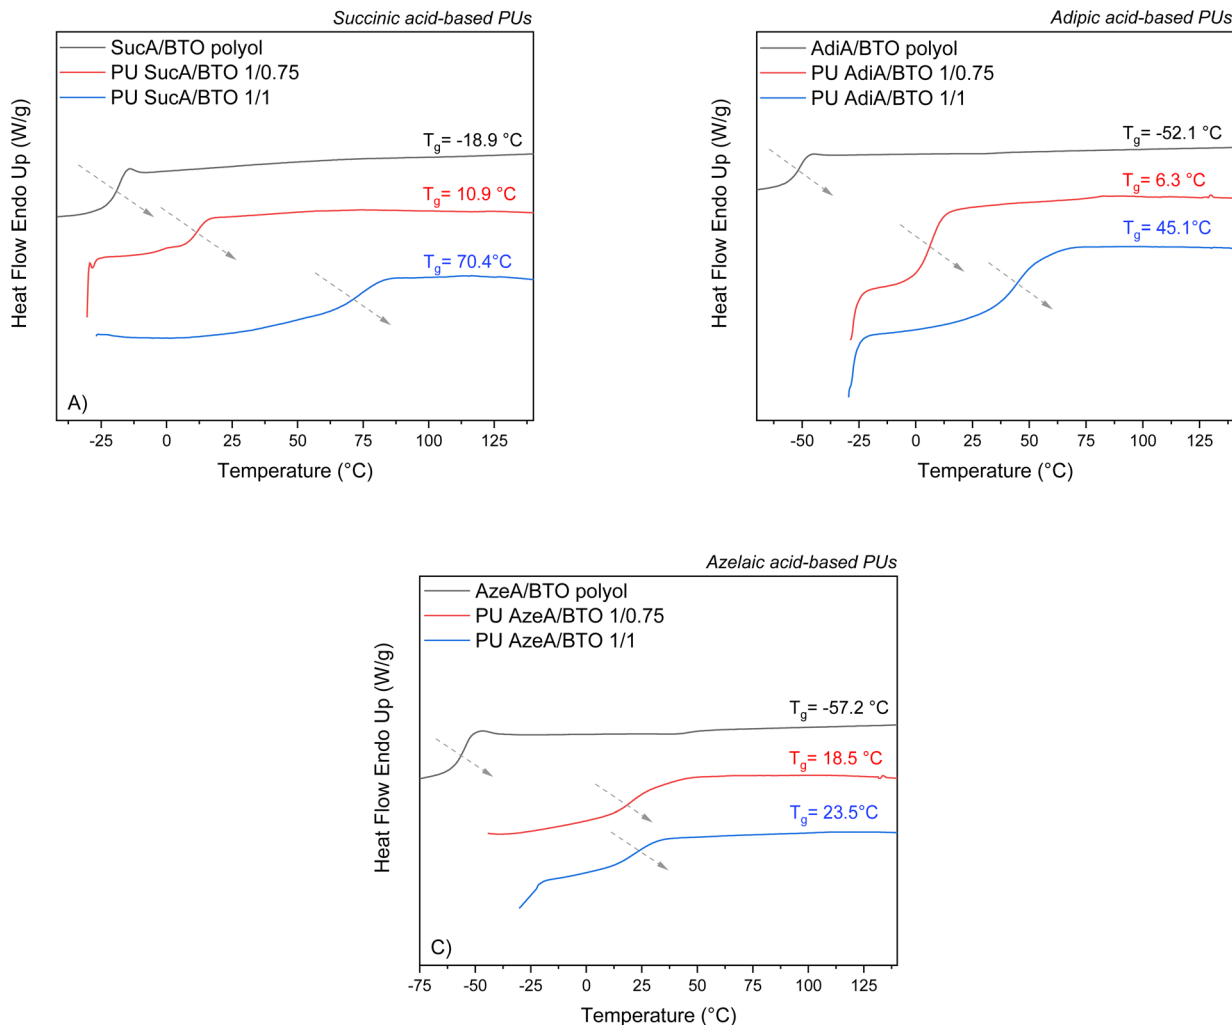 Succinic acid-based PUs
SucA/BTO polyol
PU SucA/BTO 1/0.75
PU SucA/BTO 1/1
Heat Flow Endo Up (W/g)
Tg= -18.9 °C
Tg= 10.9 °C
Tg= 70.4°C
A)
-25 0 25 50 75 100 125
Temperature (°C)
Adipic acid-based PUs
AdiA/BTO polyol
PU AdiA/BTO 1/0.75
PU AdiA/BTO 1/1
Heat Flow Endo Up (W/g)
Tg= -52.1 °C
Tg= 6.3 °C
Tg= 45.1°C
-50 -25 0 25 50 75 100 125
Temperature (°C)
Azelaic acid-based PUs
AzeA/BTO polyol
PU AzeA/BTO 1/0.75
PU AzeA/BTO 1/1
Heat Flow Endo Up (W/g)
Tg= -57.2 °C
Tg= 18.5 °C
Tg= 23.5°C
C)
-75 -50 -25 0 25 50 75 100 125
Temperature (°C)